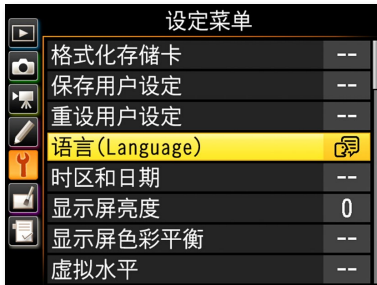 设定菜单
格式化存储卡 --
保存用户设定 --
重设用户设定 --
语言(Language)
时区和日期 --
显示屏亮度 0
显示屏色彩平衡 --
虚拟水平 --